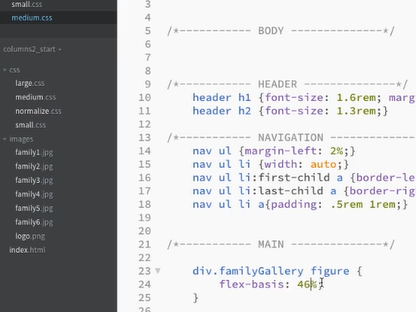 small.css
medium.css
columns2_start
css
large.css
medium.css
normalize.css
small.css
images
family1.jpg
family2.jpg
family3.jpg
family4.jpg
family5.jpg
family6.jpg
logo.png
index.html
3
4
5 /*----------- BODY --------------*/
6
7
8
9 /*----------- HEADER --------------*/
10 header h1 {font-size: 1.6rem; marg
11 header h2 {font-size: 1.3rem;}
12
13 /*----------- NAVIGATION --------------
14 nav ul {margin-left: 2%;}
15 nav ul li {width: auto;}
16 nav ul li:first-child a {border-le
17 nav ul li:last-child a {border-rig
18 nav ul li a{padding: .5rem 1rem;}
19
20
21 /*----------- MAIN --------------*/
22
23 div.familyGallery figure {
24 flex-basis: 46%;
25 }
26